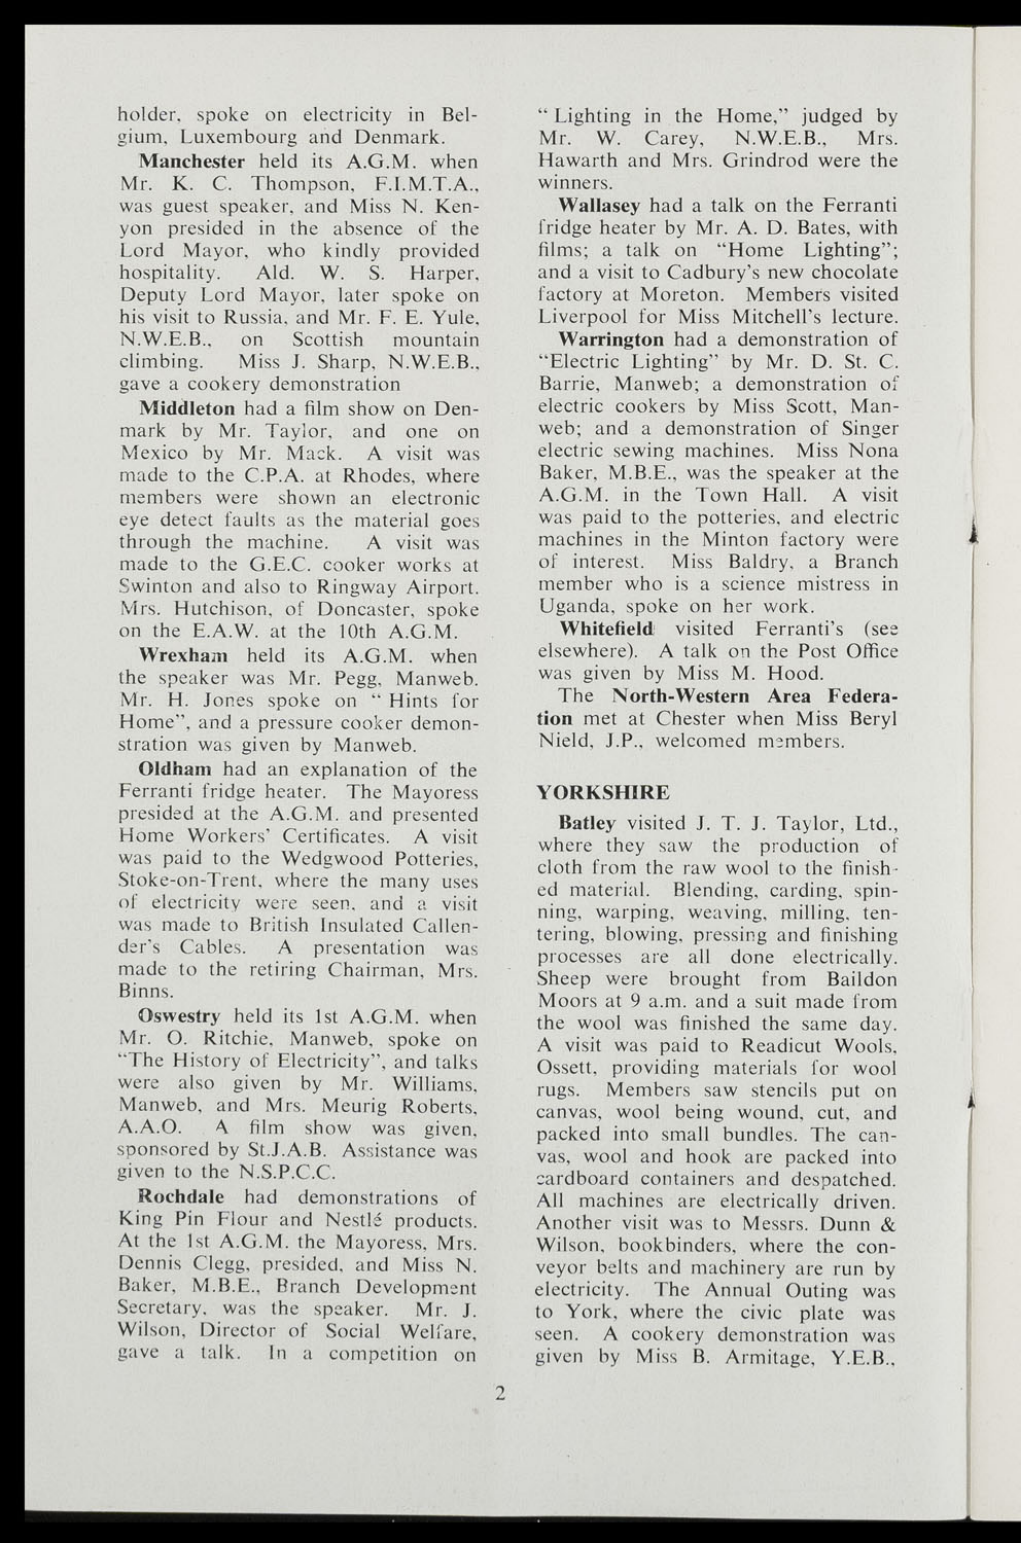 holder, spoke on electricity in Bel-
gium, Luxembourg and Denmark.
Manchester held its A.G.M. when
Mr. K. C. Thompson, F.I.M.T.A.,
was guest speaker, and Miss N. Ken-
yon presided in the absence of the
Lord Mayor, who kindly provided
hospitality. Ald. W. S. Harper,
Deputy Lord Mayor, later spoke on
his visit to Russia, and Mr. F. E. Yule,
N.W.E.B., on Scottish mountain
climbing. Miss J. Sharp, N.W.E.B.,
gave a cookery demonstration
Middleton had a film show on Den-
mark by Mr. Taylor, and one on
Mexico by Mr. Mack. A visit was
made to the C.P.A. at Rhodes, where
members were shown an electronic
eye detect faults as the material goes
through the machine. A visit was
made to the G.E.C. cooker works at
Swinton and also to Ringway Airport.
Mrs. Hutchison, of Doncaster, spoke
on the E.A.W. at the 10th A.G.M.
Wrexham held its A.G.M. when
the speaker was Mr. Pegg, Manweb.
Mr. H. Jones spoke on “ Hints for
Home”, and a pressure cooker demon-
stration was given by Manweb.
Oldham had an explanation of the
Ferranti fridge heater. The Mayoress
presided at the A.G.M. and presented
Home Workers’ Certificates. A visit
was paid to the Wedgwood Potteries,
Stoke-on-Trent, where the many uses
of electricity were seen, and a visit
was made to British Insulated Callen-
der’s Cables. A presentation was
made to the retiring Chairman, Mrs.
Binns.
Oswestry held its 1st A.G.M. when
Mr. O. Ritchie, Manweb, spoke on
“The History of Electricity”, and talks
were also given by Mr. Williams,
Manweb, and Mrs. Meurig Roberts,
A.A.O. A film show was given,
sponsored by St.J.A.B. Assistance was
given to the N.S.P.C.C.
Rochdale had demonstrations of
King Pin Flour and Nestlé products.
At the 1st A.G.M. the Mayoress, Mrs.
Dennis Clegg, presided, and Miss N.
Baker, M.B.E., Branch Development
Secretary, was the speaker. Mr. J.
Wilson, Director of Social Welfare,
gave a talk. In a competition on
“ Lighting in the Home,” judged by
Mr. W. Carey, N.W.E.B., Mrs.
Hawarth and Mrs. Grindrod were the
winners.
Wallasey had a talk on the Ferranti
fridge heater by Mr. A. D. Bates, with
films; a talk on “Home Lighting”;
and a visit to Cadbury’s new chocolate
factory at Moreton. Members visited
Liverpool for Miss Mitchell’s lecture.
Warrington had a demonstration of
“Electric Lighting” by Mr. D. St. C.
Barrie, Manweb; a demonstration of
electric cookers by Miss Scott, Man-
web; and a demonstration of Singer
electric sewing machines. Miss Nona
Baker, M.B.E., was the speaker at the
A.G.M. in the Town Hall. A visit
was paid to the potteries, and electric
machines in the Minton factory were
of interest. Miss Baldry, a Branch
member who is a science mistress in
Uganda, spoke on her work.
Whitefield visited Ferranti’s (see
elsewhere). A talk on the Post Office
was given by Miss M. Hood.
The North-Western Area Federa-
tion met at Chester when Miss Beryl
Nield, J.P., welcomed members.
YORKSHIRE
Batley visited J. T. J. Taylor, Ltd.,
where they saw the production of
cloth from the raw wool to the finish-
ed material. Blending, carding, spin-
ning, warping, weaving, milling, ten-
tering, blowing, pressing and finishing
processes are all done electrically.
Sheep were brought from Baildon
Moors at 9 a.m. and a suit made from
the wool was finished the same day.
A visit was paid to Readicut Wools,
Ossett, providing materials for wool
rugs. Members saw stencils put on
canvas, wool being wound, cut, and
packed into small bundles. The can-
vas, wool and hook are packed into
cardboard containers and despatched.
All machines are electrically driven.
Another visit was to Messrs. Dunn &
Wilson, bookbinders, where the con-
veyor belts and machinery are run by
electricity. The Annual Outing was
to York, where the civic plate was
seen. A cookery demonstration was
given by Miss B. Armitage, Y.E.B.,
2